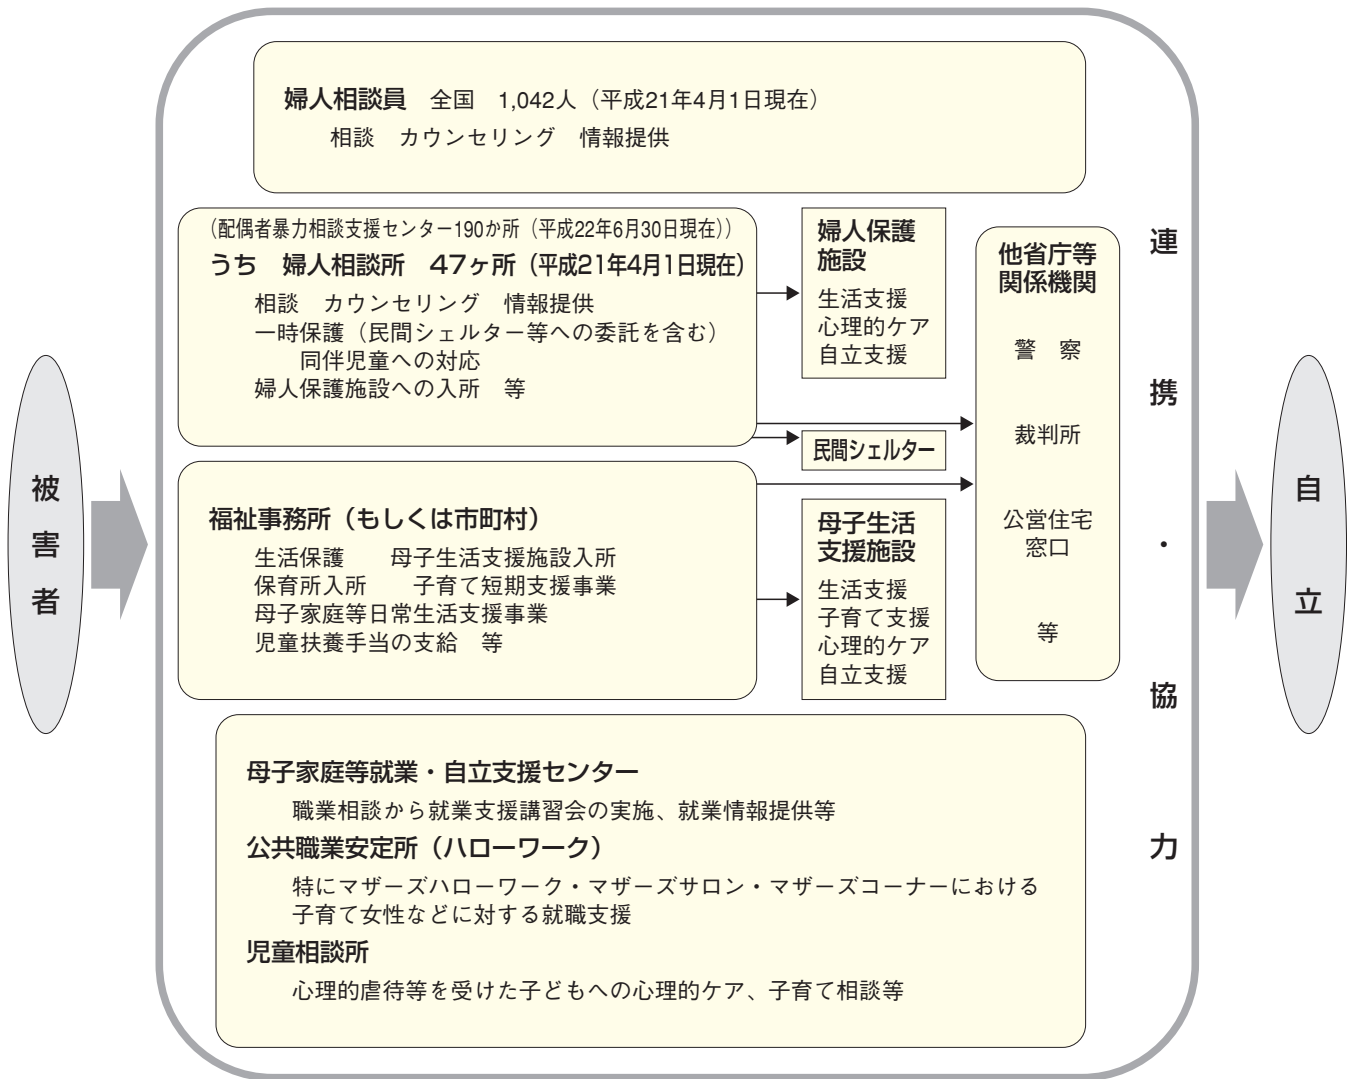 婦人相談員　全国　1,042人（平成21年4月1日現在）
相談　カウンセリング　情報提供
（配偶者暴力相談支援センター190か所（平成22年6月30日現在））
うち　婦人相談所　47ヶ所（平成21年4月1日現在）
相談　カウンセリング　情報提供
一時保護（民間シェルター等への委託を含む）
同伴児童への対応
婦人保護施設への入所　等
婦人保護
施設
生活支援
心理的ケア
自立支援
民間シェルター
他省庁等
関係機関
警　察
裁判所
公営住宅
窓口
等
福祉事務所（もしくは市町村）
生活保護　　母子生活支援施設入所
保育所入所　　子育て短期支援事業
母子家庭等日常生活支援事業
児童扶養手当の支給　等
母子生活
支援施設
生活支援
子育て支援
心理的ケア
自立支援
母子家庭等就業・自立支援センター
職業相談から就業支援講習会の実施、就業情報提供等
公共職業安定所（ハローワーク）
特にマザーズハローワーク・マザーズサロン・マザーズコーナーにおける
子育て女性などに対する就職支援
児童相談所
心理的虐待等を受けた子どもへの心理的ケア、子育て相談等
被害者
連携・協力
自立